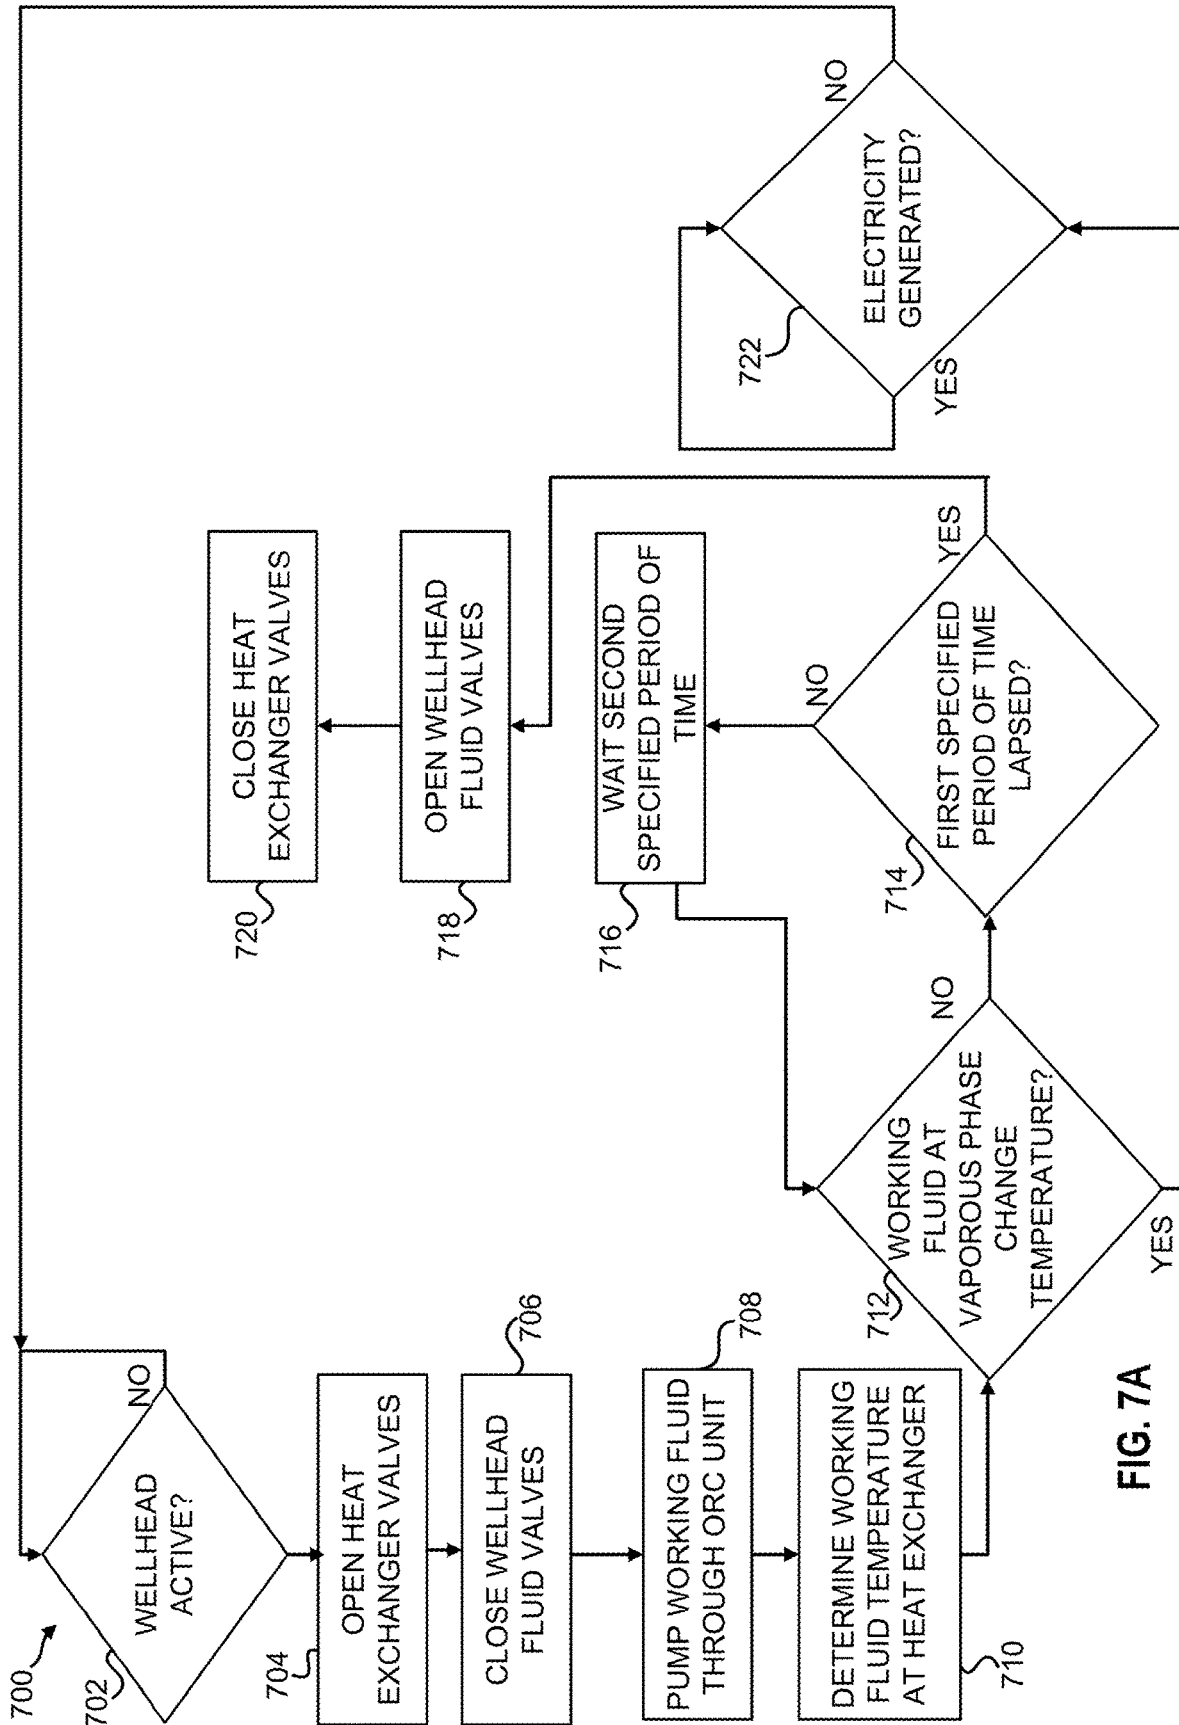 700
702
WELLHEAD
ACTIVE?
NO
704
OPEN HEAT
EXCHANGER VALVES
706
CLOSE WELLHEAD
FLUID VALVES
708
PUMP WORKING FLUID
THROUGH ORC UNIT
710
DETERMINE WORKING
FLUID TEMPERATURE
AT HEAT EXCHANGER
712
WORKING
FLUID AT
VAPOROUS PHASE
CHANGE
TEMPERATURE?
NO
YES
714
FIRST SPECIFIED
PERIOD OF TIME
LAPSED?
NO
YES
716
WAIT SECOND
SPECIFIED PERIOD OF
TIME
718
OPEN WELLHEAD
FLUID VALVES
720
CLOSE HEAT
EXCHANGER VALVES
722
ELECTRICITY
GENERATED?
YES
NO
FIG. 7A